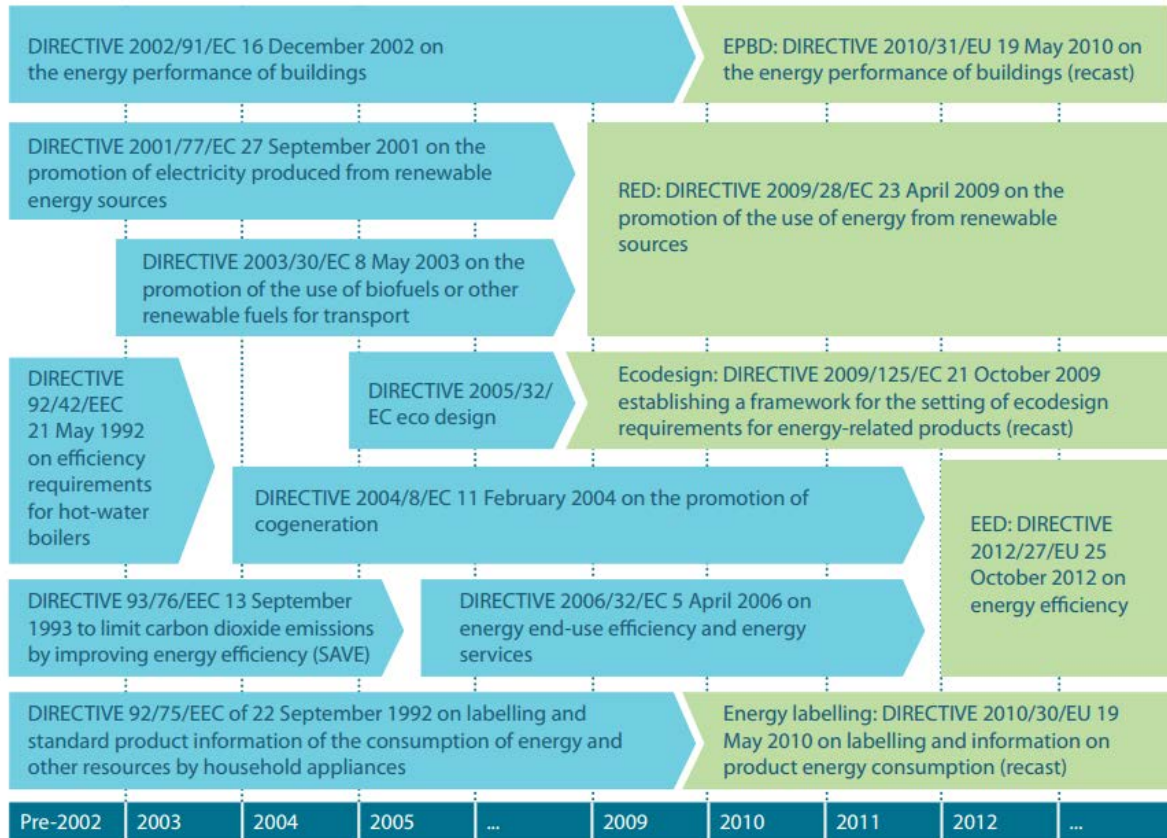 DIRECTIVE 2002/91/EC 16 December 2002 on
the energy performance of buildings
EPBD: DIRECTIVE 2010/31/EU 19 May 2010 on
the energy performance of buildings (recast)
DIRECTIVE 2001/77/EC 27 September 2001 on the
promotion of electricity produced from renewable
energy sources
RED: DIRECTIVE 2009/28/EC 23 April 2009 on the
promotion of the use of energy from renewable
sources
DIRECTIVE 2003/30/EC 8 May 2003 on the
promotion of the use of biofuels or other
renewable fuels for transport
DIRECTIVE
92/42/EEC
21 May 1992
on efficiency
requirements
for hot-water
boilers
DIRECTIVE 2005/32/
EC eco design
Ecodesign: DIRECTIVE 2009/125/EC 21 October 2009
establishing a framework for the setting of ecodesign
requirements for energy-related products (recast)
DIRECTIVE 2004/8/EC 11 February 2004 on the promotion of
cogeneration
EED: DIRECTIVE
2012/27/EU 25
October 2012 on
energy efficiency
DIRECTIVE 93/76/EEC 13 September
1993 to limit carbon dioxide emissions
by improving energy efficiency (SAVE)
DIRECTIVE 2006/32/EC 5 April 2006 on
energy end-use efficiency and energy
services
DIRECTIVE 92/75/EEC of 22 September 1992 on labelling and
standard product information of the consumption of energy and
other resources by household appliances
Energy labelling: DIRECTIVE 2010/30/EU 19
May 2010 on labelling and information on
product energy consumption (recast)
Pre-2002 2003 2004 2005 ... 2009 2010 2011 2012 ...